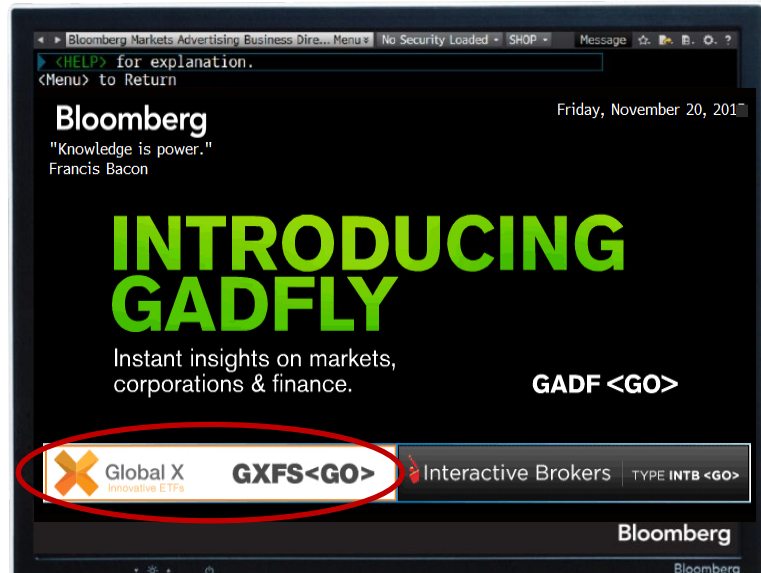 Bloomberg Markets Advertising Business Dire... Menu No Security Loaded SHOP Message ?
<HELP> for explanation.
<Menu> to Return
Bloomberg
Friday, November 20, 201
"Knowledge is power."
Francis Bacon
INTRODUCING
GADFLY
Instant insights on markets,
corporations & finance.
GADF <GO>
Global X
Innovative ETFs
GXFS<GO>
Interactive Brokers
TYPE INTB <GO>
Bloomberg
Bloomberg